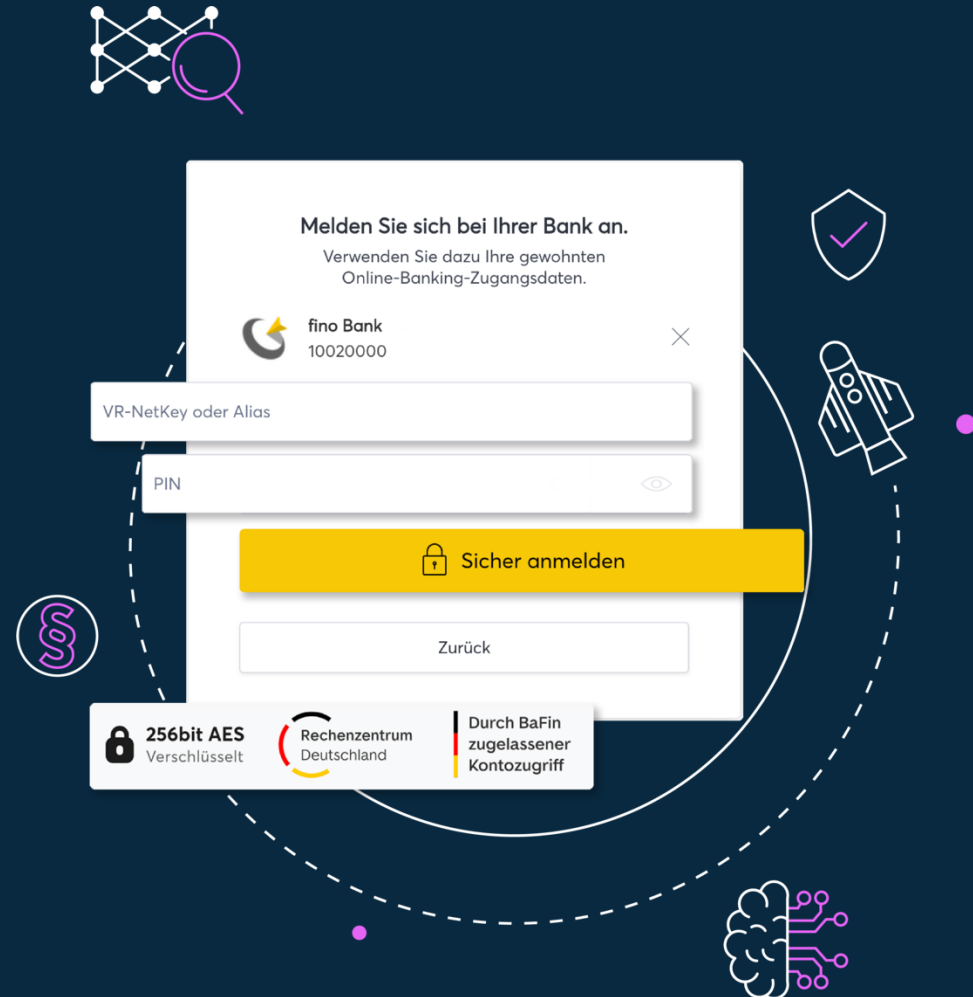 Melden Sie sich bei Ihrer Bank an.
Verwenden Sie dazu Ihre gewohnten
Online-Banking-Zugangsdaten.
fino Bank
10020000
VR-NetKey oder Alias
PIN
Sicher anmelden
Zurück
256bit AES
Verschlüsselt
Rechenzentrum
Deutschland
Durch BaFin
zugelassener
Kontozugriff
§